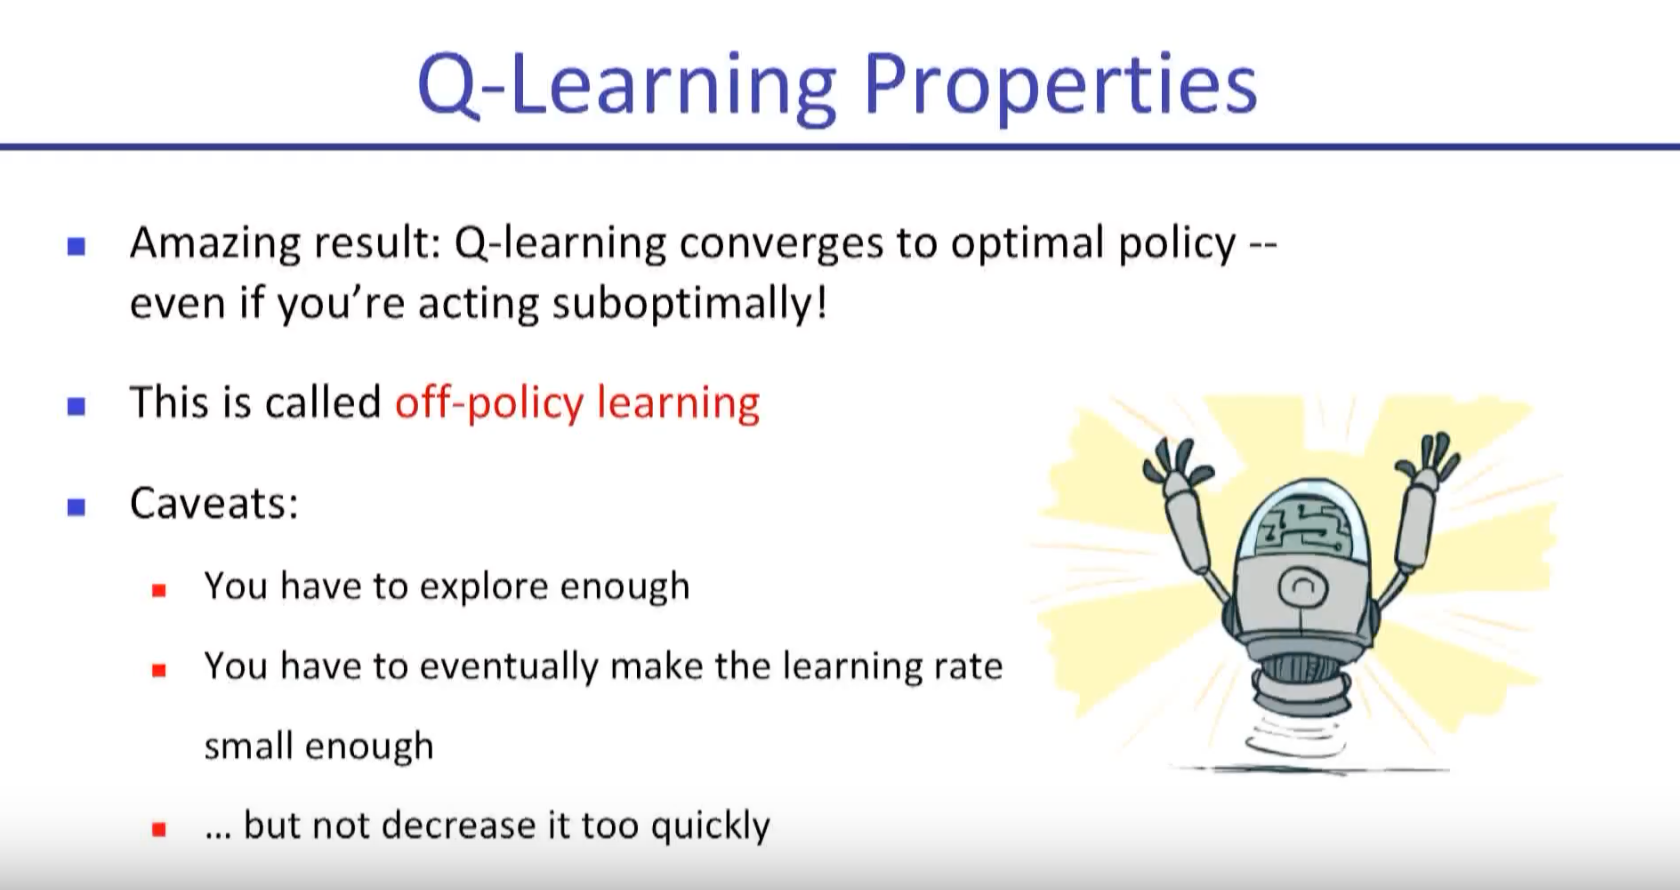 Q-Learning Properties
Amazing result: Q-learning converges to optimal policy --
even if you’re acting suboptimally!
This is called off-policy learning
Caveats:
You have to explore enough
You have to eventually make the learning rate
small enough
... but not decrease it too quickly